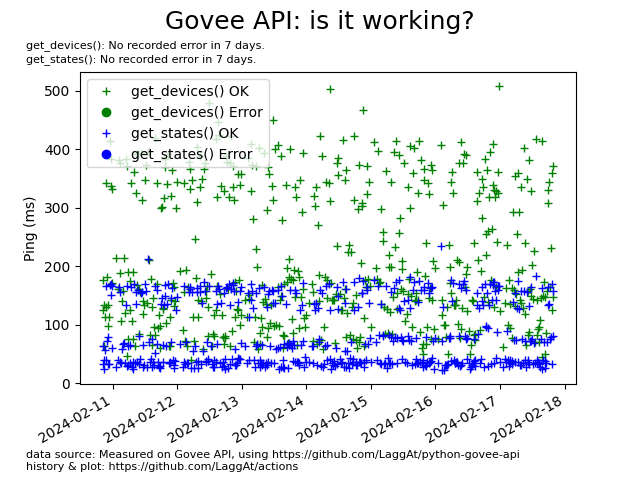 Govee API: is it working?
get_devices(): No recorded error in 7 days.
get_states(): No recorded error in 7 days.
get_devices() OK
get_devices() Error
get_states() OK
get_states() Error
Ping (ms)
500
400
300
200
100
0
2024-02-11
2024-02-12
2024-02-13
2024-02-14
2024-02-15
2024-02-16
2024-02-17
2024-02-18
data source: Measured on Govee API, using https://github.com/LaggAt/python-govee-api
history & plot: https://github.com/LaggAt/actions